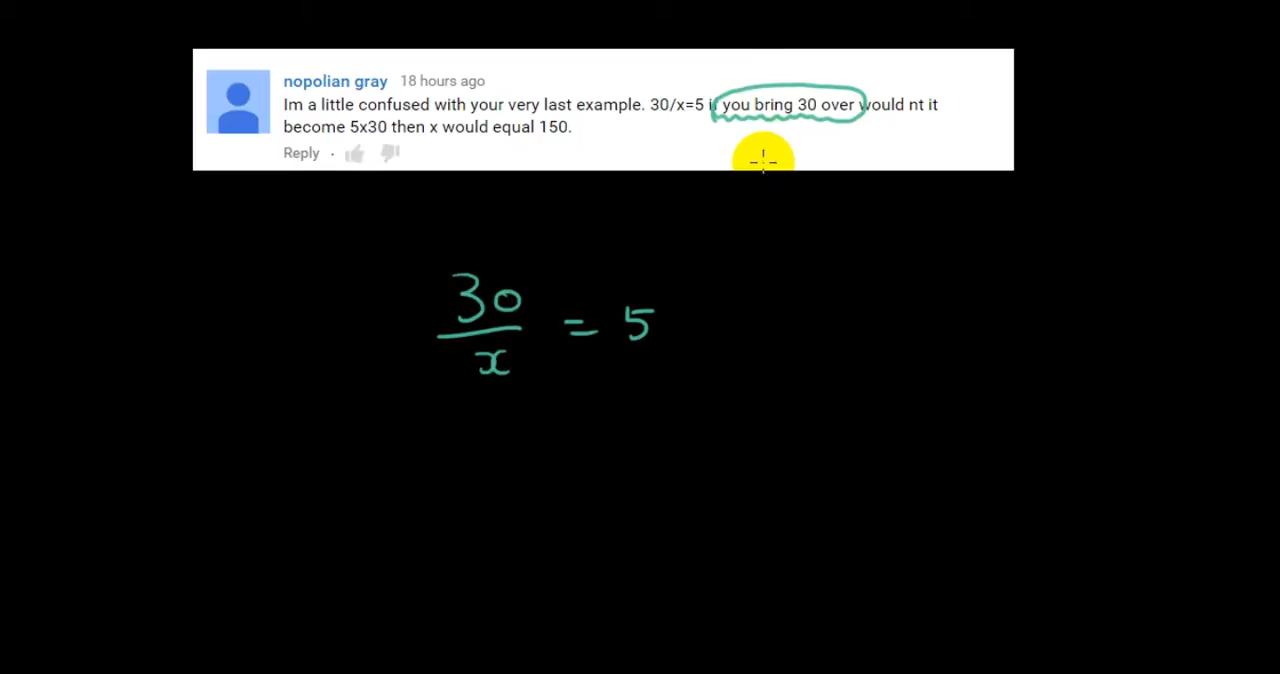 nopolian gray 18 hours ago
Im a little confused with your very last example. 30/x=5 if you bring 30 over would nt it
become 5x30 then x would equal 150.
Reply ·
30
x
= 5